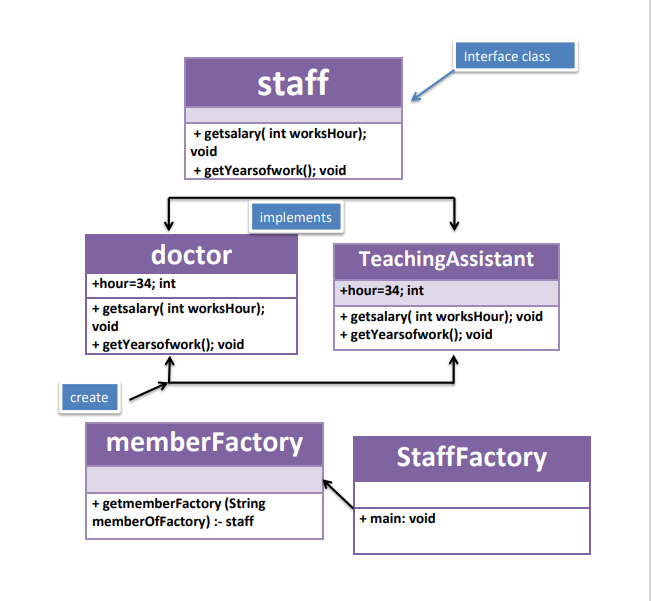 Interface class
staff
+ getsalary( int worksHour);
void
+ getYearsofwork(); void
implements
doctor
+hour=34; int
+ getsalary( int worksHour);
void
+ getYearsofwork(); void
TeachingAssistant
+hour=34; int
+ getsalary( int worksHour); void
+ getYearsofwork(); void
create
memberFactory
+ getmemberFactory (String
memberOfFactory) :- staff
StaffFactory
+ main: void